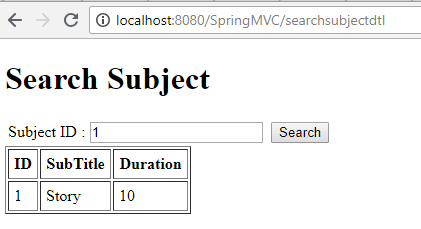 localhost:8080/SpringMVC/searchsubjectdtl
Search Subject
Subject ID : 1 Search
ID SubTitle Duration
1 Story 10